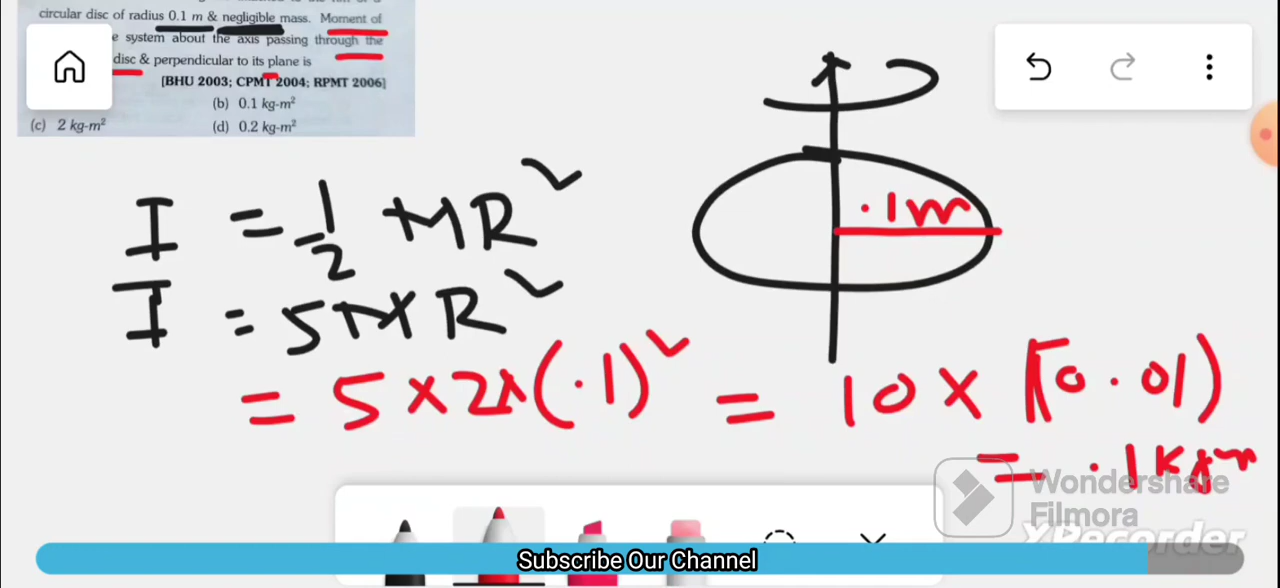 circular disc of radius 0.1 m & negligible mass. Moment of
e system about the axis passing through the
disc & perpendicular to its plane is
[BHU 2003; CPMT 2004; RPMT 2006]
(b) 0.1 kg-m²
(c) 2 kg-m²
(d) 0.2 kg-m²
.1m
I = 1/2 MR²
I = 5MR²
= 5×2×(.1)² = 10×(0.01)
= .1 kgm
Wondershare
Filmora
XRecorder
Subscribe Our Channel